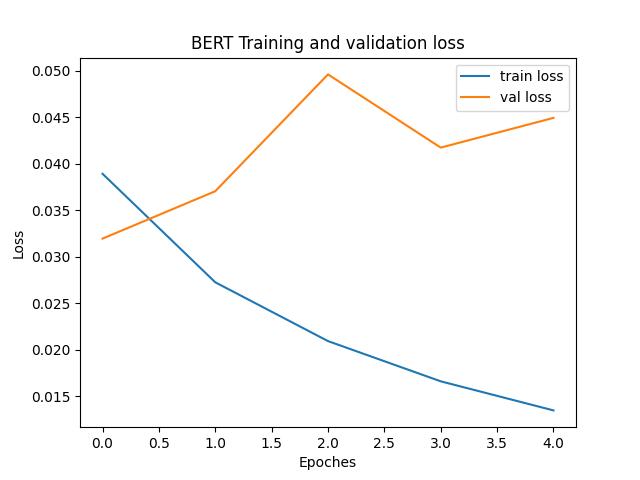 BERT Training and validation loss
train loss
val loss
0.050
0.045
0.040
0.035
0.030
0.025
0.020
0.015
Loss
0.0 0.5 1.0 1.5 2.0 2.5 3.0 3.5 4.0
Epoches